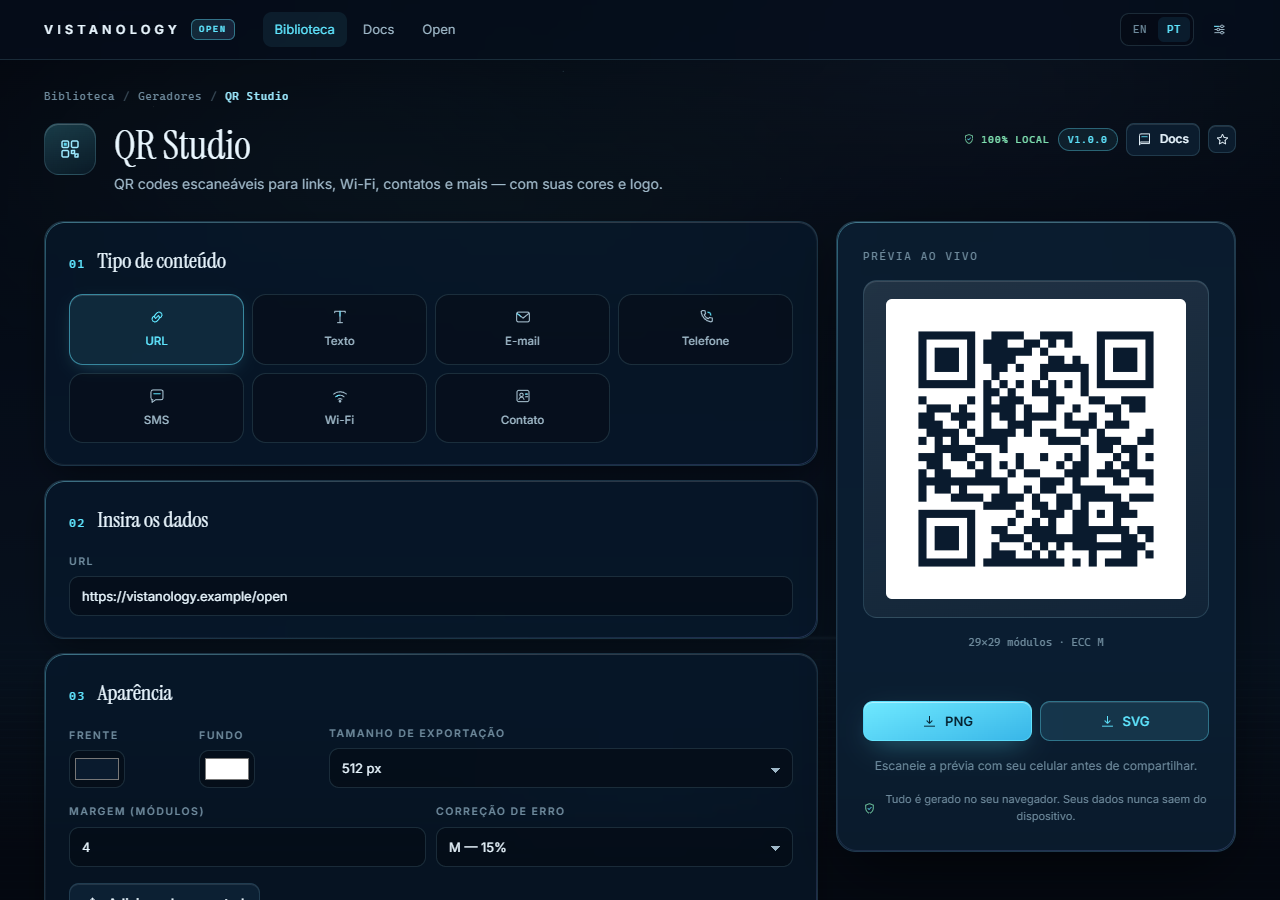 VISTANOLOGY OPEN Biblioteca Docs Open EN PT
Biblioteca / Geradores / QR Studio
QR Studio
100% LOCAL V1.0.0 Docs
QR codes escaneáveis para links, Wi-Fi, contatos e mais — com suas cores e logo.
01 Tipo de conteúdo
URL Texto E-mail Telefone
SMS Wi-Fi Contato
02 Insira os dados
URL
https://vistanology.example/open
03 Aparência
FRENTE FUNDO TAMANHO DE EXPORTAÇÃO
512 px
MARGEM (MÓDULOS) CORREÇÃO DE ERRO
4 M — 15%
PRÉVIA AO VIVO
29×29 módulos · ECC M
PNG SVG
Escaneie a prévia com seu celular antes de compartilhar.
Tudo é gerado no seu navegador. Seus dados nunca saem do
dispositivo.